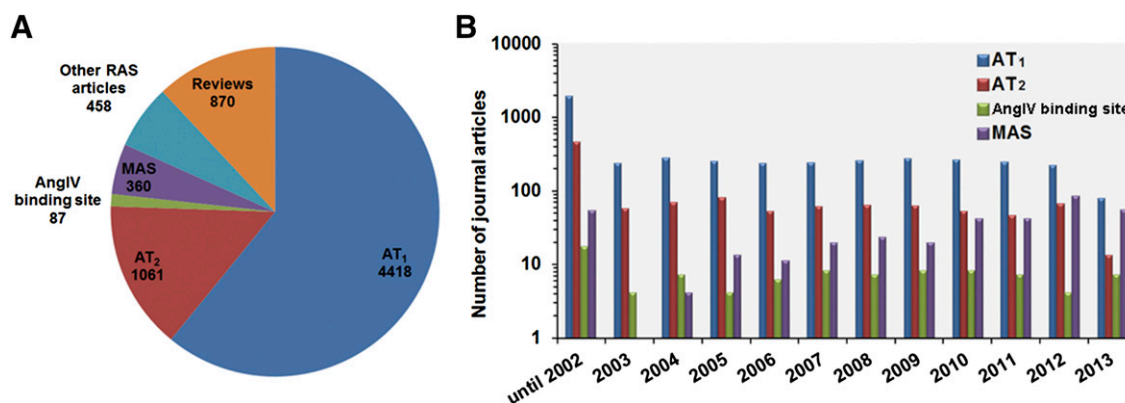 A
Other RAS
articles
458
Reviews
870
MAS
360
AngIV
binding site
87
AT₂
1061
AT₁
4418
B
Number of journal articles
10000
1000
100
10
1
AT₁
AT₂
AngIV binding site
MAS
until 2002
2003
2004
2005
2006
2007
2008
2009
2010
2011
2012
2013